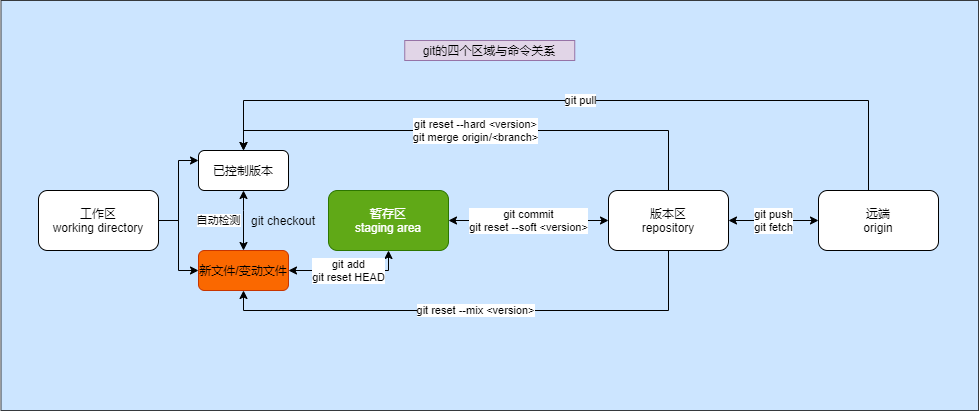 git的四个区域与命令关系
git pull
git reset --hard <version>
git merge origin/<branch>
已控制版本
工作区
working directory
自动检测
git checkout
暂存区
staging area
git commit
git reset --soft <version>
版本区
repository
git push
git fetch
远端
origin
新文件/变动文件
git add
git reset HEAD
git reset --mix <version>